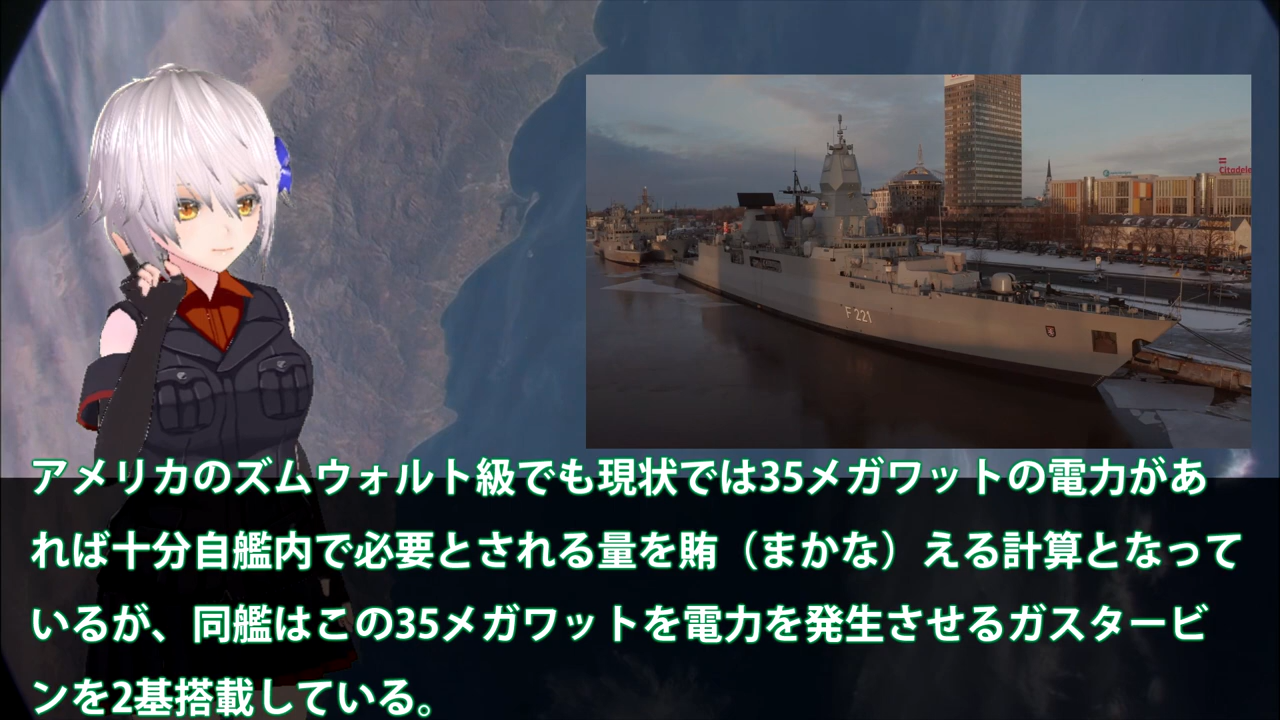 Citadele
F 221
アメリカのズムウォルト級でも現状では35メガワットの電力があ
れば十分自艦内で必要とされる量を賄（まかな）える計算となって
いるが、同艦はこの35メガワットを電力を発生させるガスタービ
ンを2基搭載している。